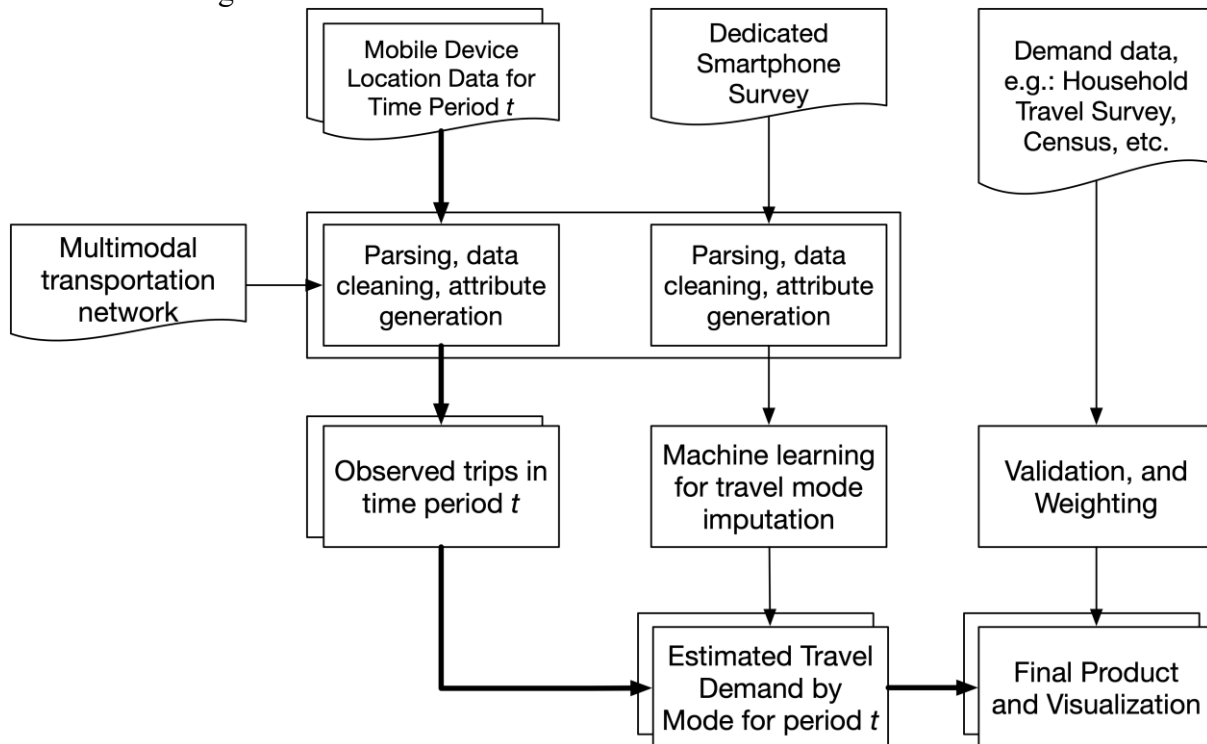 Mobile Device
Location Data for
Time Period t
Dedicated
Smartphone
Survey
Demand data,
e.g.: Household
Travel Survey,
Census, etc.
Multimodal
transportation
network
Parsing, data
cleaning, attribute
generation
Parsing, data
cleaning, attribute
generation
Observed trips in
time period t
Machine learning
for travel mode
imputation
Validation, and
Weighting
Estimated Travel
Demand by
Mode for period t
Final Product
and Visualization